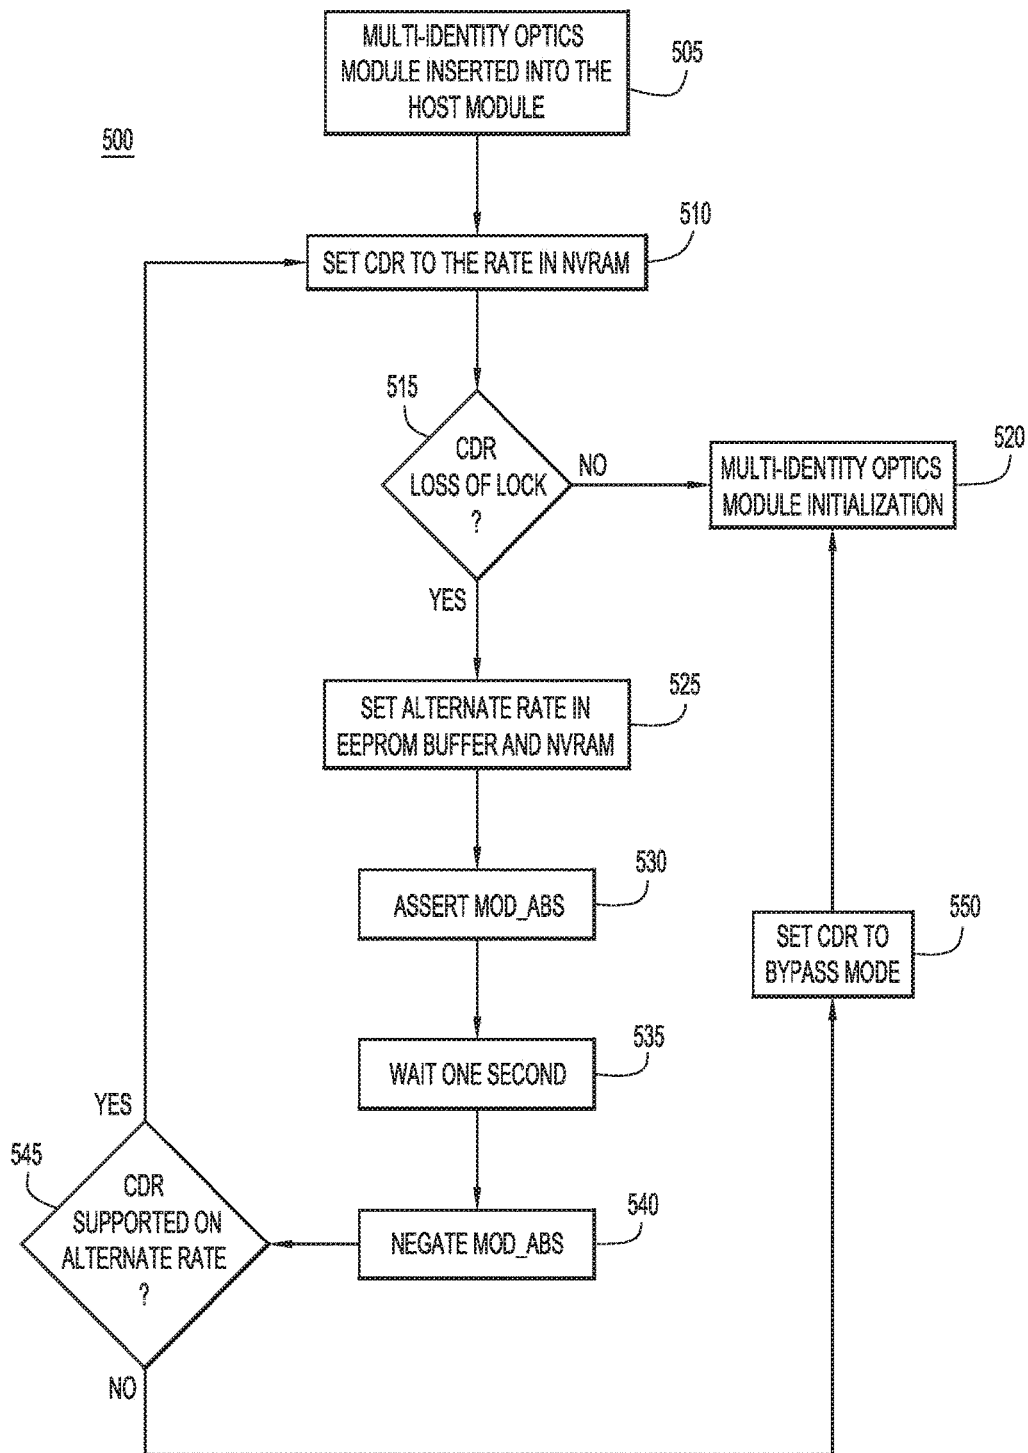 MULTI-IDENTITY OPTICS
MODULE INSERTED INTO THE
HOST MODULE
505
500
510
SET CDR TO THE RATE IN NVRAM
515
CDR
LOSS OF LOCK
?
NO
520
MULTI-IDENTITY OPTICS
MODULE INITIALIZATION
YES
525
SET ALTERNATE RATE IN
EEPROM BUFFER AND NVRAM
530
ASSERT MOD_ABS
550
SET CDR TO
BYPASS MODE
535
WAIT ONE SECOND
YES
545
CDR
SUPPORTED ON
ALTERNATE RATE
?
540
NEGATE MOD_ABS
NO